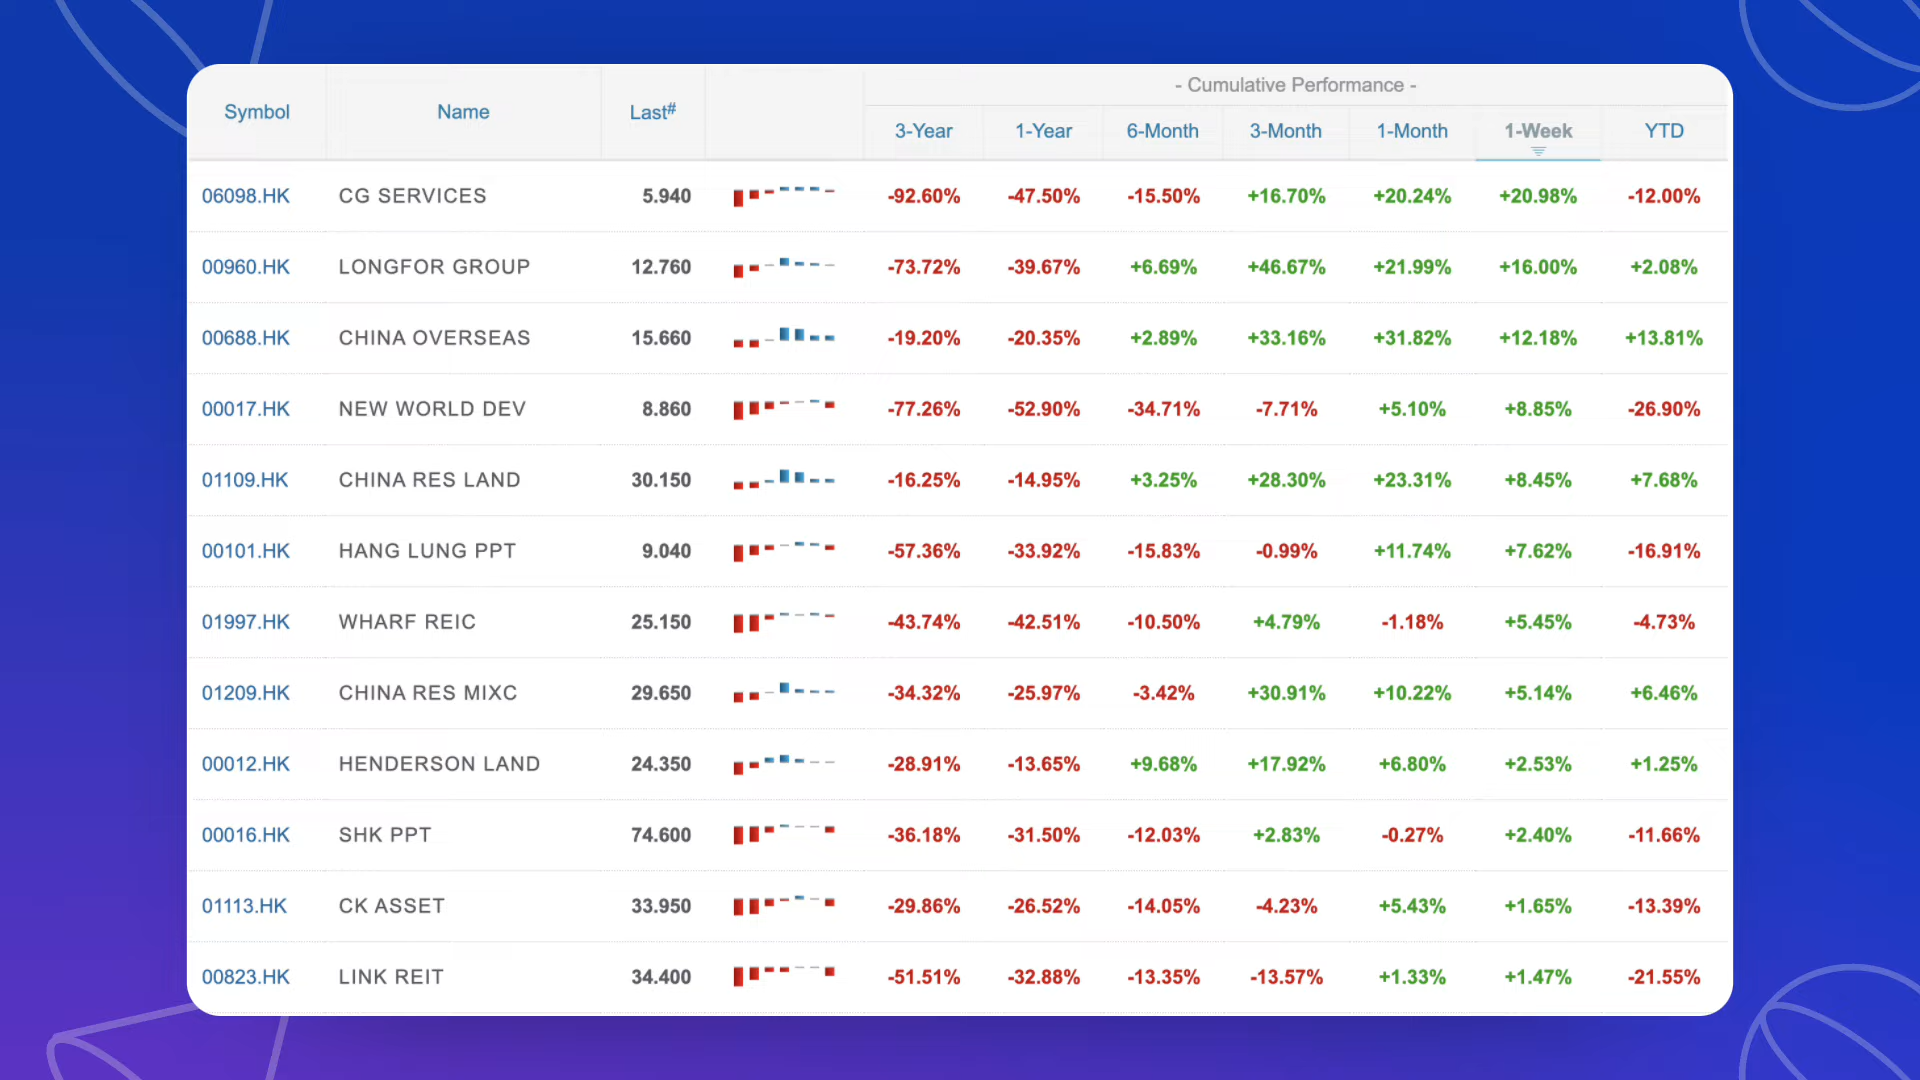 - Cumulative Performance -
Symbol Name Last# 3-Year 1-Year 6-Month 3-Month 1-Month 1-Week YTD
06098.HK CG SERVICES 5.940 -92.60% -47.50% -15.50% +16.70% +20.24% +20.98% -12.00%
00960.HK LONGFOR GROUP 12.760 -73.72% -39.67% +6.69% +46.67% +21.99% +16.00% +2.08%
00688.HK CHINA OVERSEAS 15.660 -19.20% -20.35% +2.89% +33.16% +31.82% +12.18% +13.81%
00017.HK NEW WORLD DEV 8.860 -77.26% -52.90% -34.71% -7.71% +5.10% +8.85% -26.90%
01109.HK CHINA RES LAND 30.150 -16.25% -14.95% +3.25% +28.30% +23.31% +8.45% +7.68%
00101.HK HANG LUNG PPT 9.040 -57.36% -33.92% -15.83% -0.99% +11.74% +7.62% -16.91%
01997.HK WHARF REIC 25.150 -43.74% -42.51% -10.50% +4.79% -1.18% +5.45% -4.73%
01209.HK CHINA RES MIXC 29.650 -34.32% -25.97% -3.42% +30.91% +10.22% +5.14% +6.46%
00012.HK HENDERSON LAND 24.350 -28.91% -13.65% +9.68% +17.92% +6.80% +2.53% +1.25%
00016.HK SHK PPT 74.600 -36.18% -31.50% -12.03% +2.83% -0.27% +2.40% -11.66%
01113.HK CK ASSET 33.950 -29.86% -26.52% -14.05% -4.23% +5.43% +1.65% -13.39%
00823.HK LINK REIT 34.400 -51.51% -32.88% -13.35% -13.57% +1.33% +1.47% -21.55%